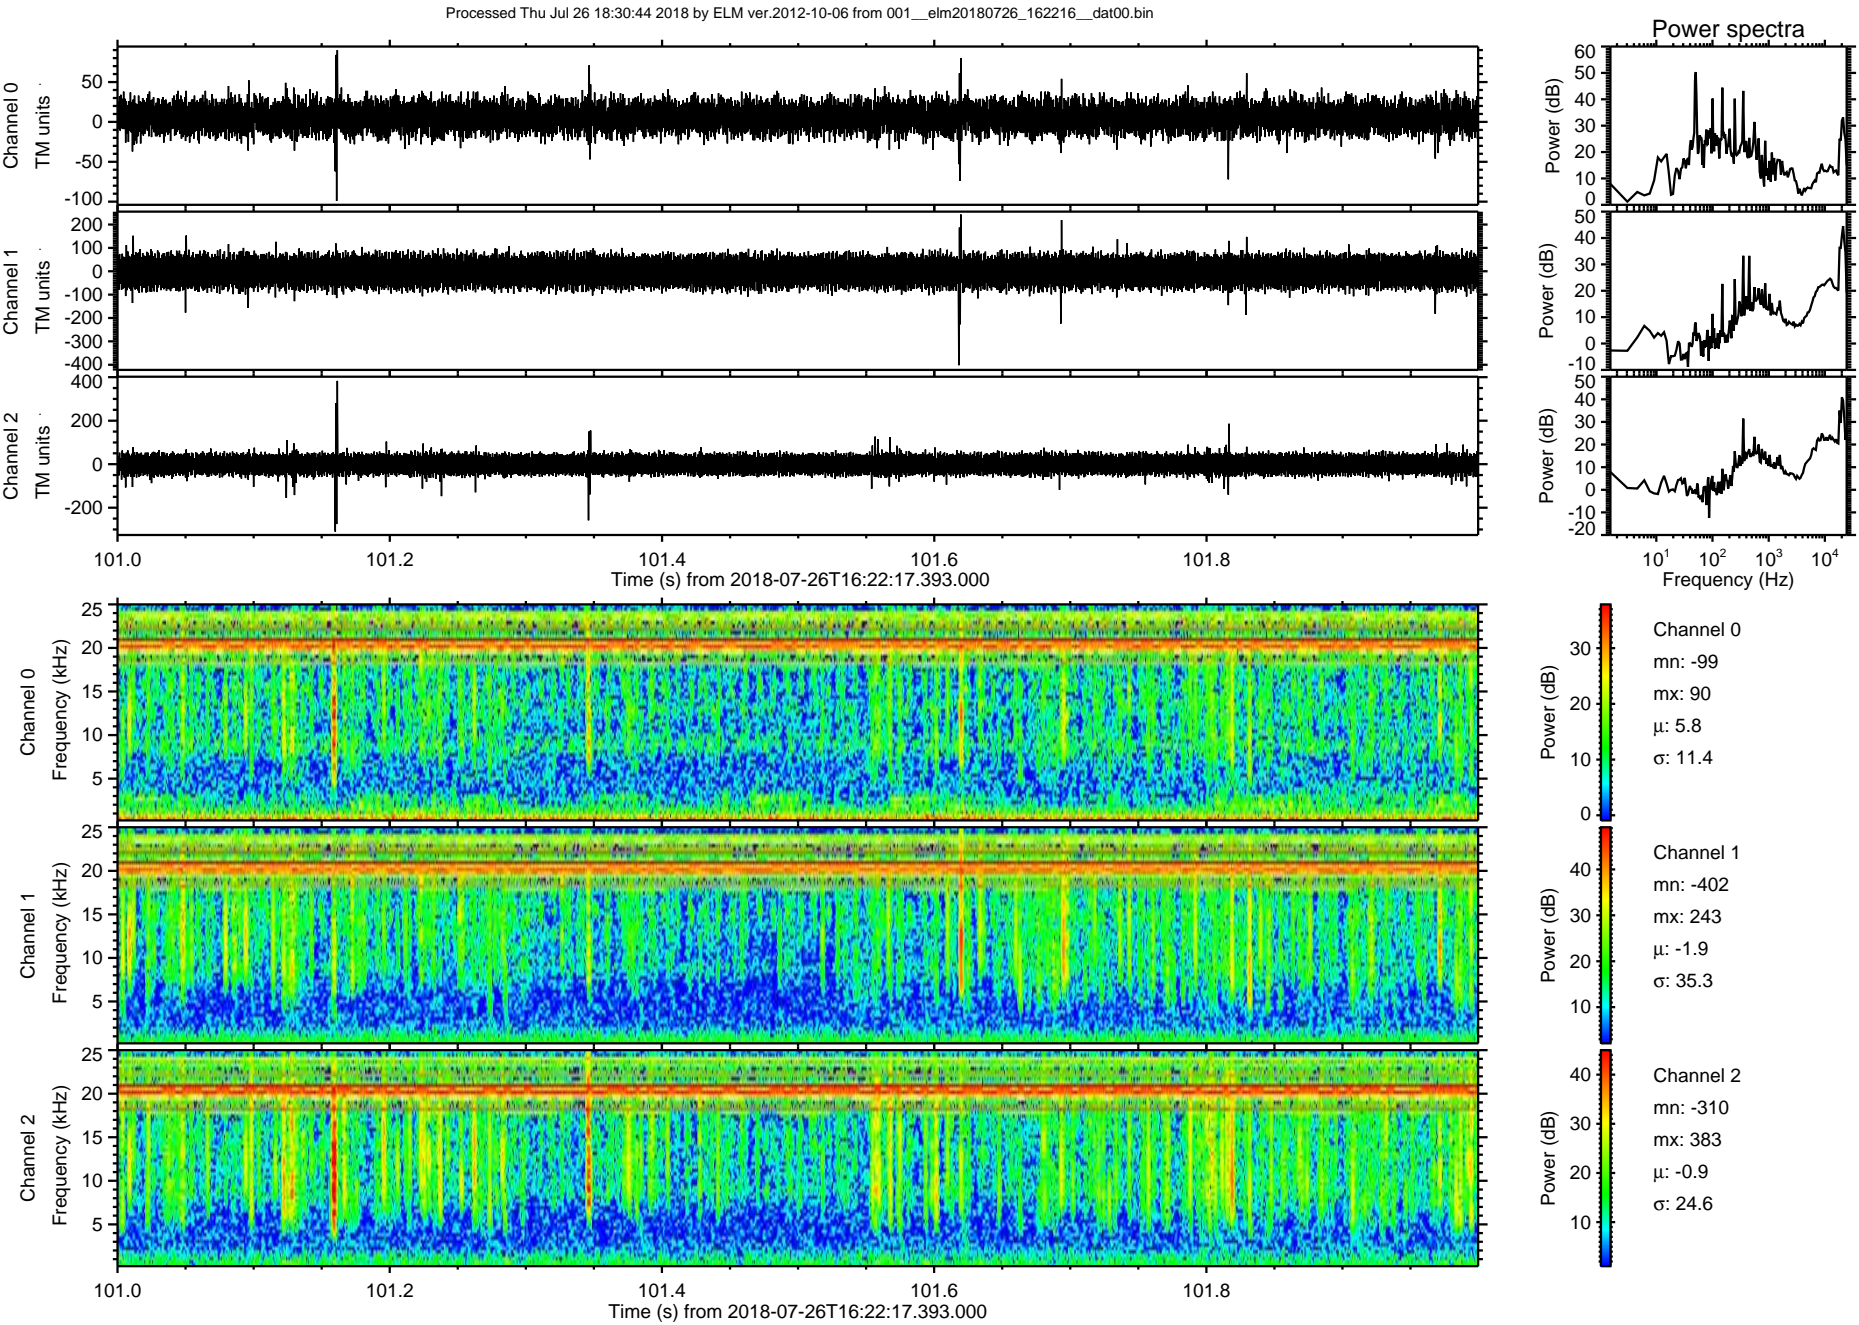 Processed Thu Jul 26 18:30:44 2018 by ELM ver.2012-10-06 from 001__elm20180726_162216__dat00.bin
Power spectra
Channel 0
TM units
50
0
-50
-100
Channel 1
TM units
200
100
0
-100
-200
-300
-400
Channel 2
TM units
400
200
0
-200
101.0 101.2 101.4 101.6 101.8
Time (s) from 2018-07-26T16:22:17.393.000
Power (dB)
60
50
40
30
20
10
0
Power (dB)
50
40
30
20
10
0
-10
Power (dB)
50
40
30
20
10
0
-10
-20
10^1 10^2 10^3 10^4
Frequency (Hz)
Channel 0
Frequency (kHz)
25
20
15
10
5
Power (dB)
30
20
10
0
Channel 0
mn: -99
mx: 90
µ: 5.8
σ: 11.4
Channel 1
Frequency (kHz)
25
20
15
10
5
Power (dB)
40
30
20
10
Channel 1
mn: -402
mx: 243
µ: -1.9
σ: 35.3
Channel 2
Frequency (kHz)
25
20
15
10
5
Power (dB)
40
30
20
10
Channel 2
mn: -310
mx: 383
µ: -0.9
σ: 24.6
101.0 101.2 101.4 101.6 101.8
Time (s) from 2018-07-26T16:22:17.393.000